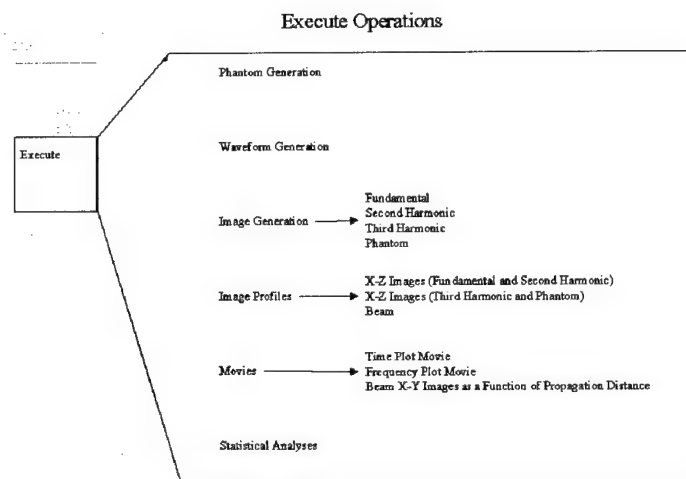 Execute Operations
Phantom Generation
Waveform Generation
Execute
Image Generation
Fundamental
Second Harmonic
Third Harmonic
Phantom
Image Profiles
X-Z Images (Fundamental and Second Harmonic)
X-Z Images (Third Harmonic and Phantom)
Beam
Movies
Time Plot Movie
Frequency Plot Movie
Beam X-Y Images as a Function of Propagation Distance
Statistical Analyses